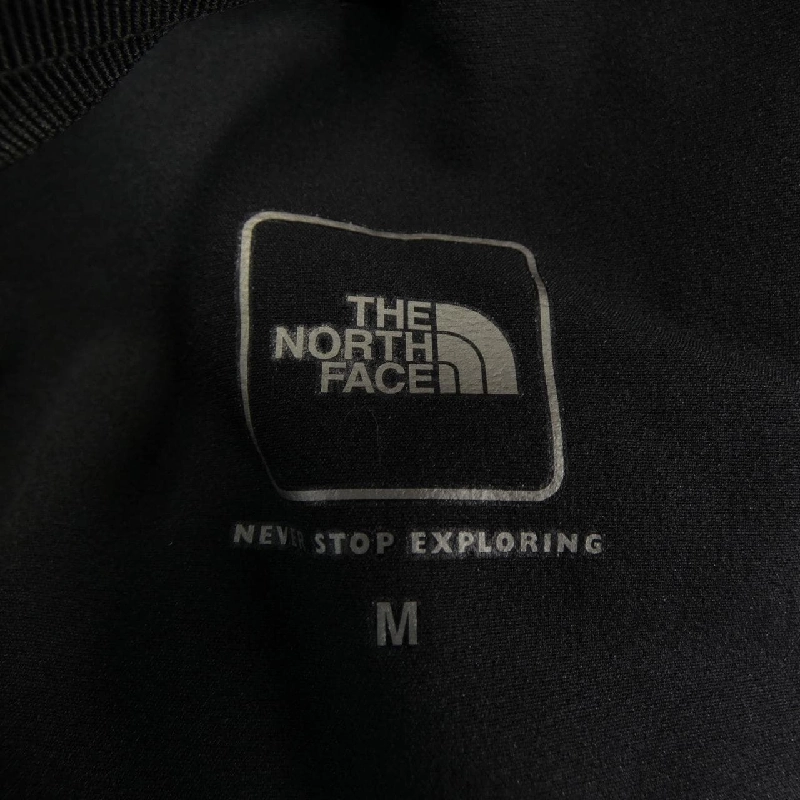 THE
NORTH
FACE
NEVER STOP EXPLORING
M